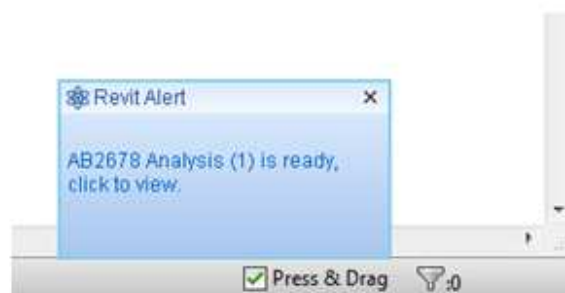 Revit Alert
AB2678 Analysis (1) is ready,
click to view.
Press & Drag
:0